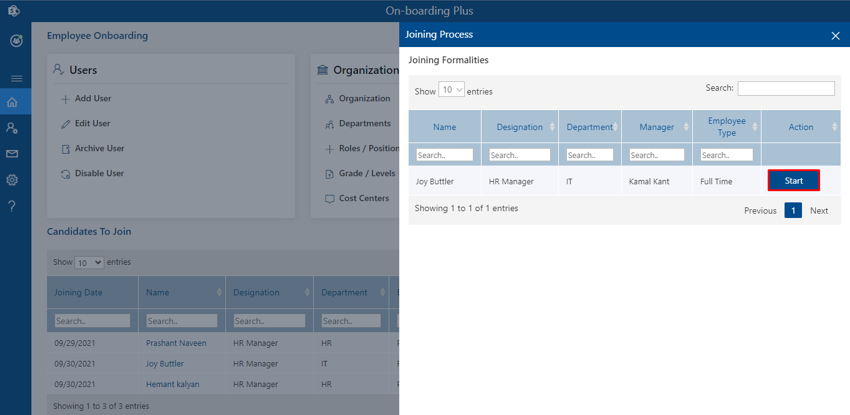 On-boarding Plus
Employee Onboarding
Users
Add User
Edit User
Archive User
Disable User
Organization
Organization
Departments
Roles / Position
Grade / Levels
Cost Centers
Candidates To Join
Show 10 entries
Joining Date Name Designation Department
Search.. Search.. Search.. Search..
09/29/2021 Prashant Naveen HR Manager HR
09/30/2021 Joy Buttler HR Manager IT
09/30/2021 Hemant kalyan HR Manager HR
Showing 1 to 3 of 3 entries
Joining Process
Joining Formalities
Show 10 entries Search:
Name Designation Department Manager Employee Type Action
Search.. Search.. Search.. Search.. Search..
Joy Buttler HR Manager IT Kamal Kant Full Time Start
Showing 1 to 1 of 1 entries Previous 1 Next